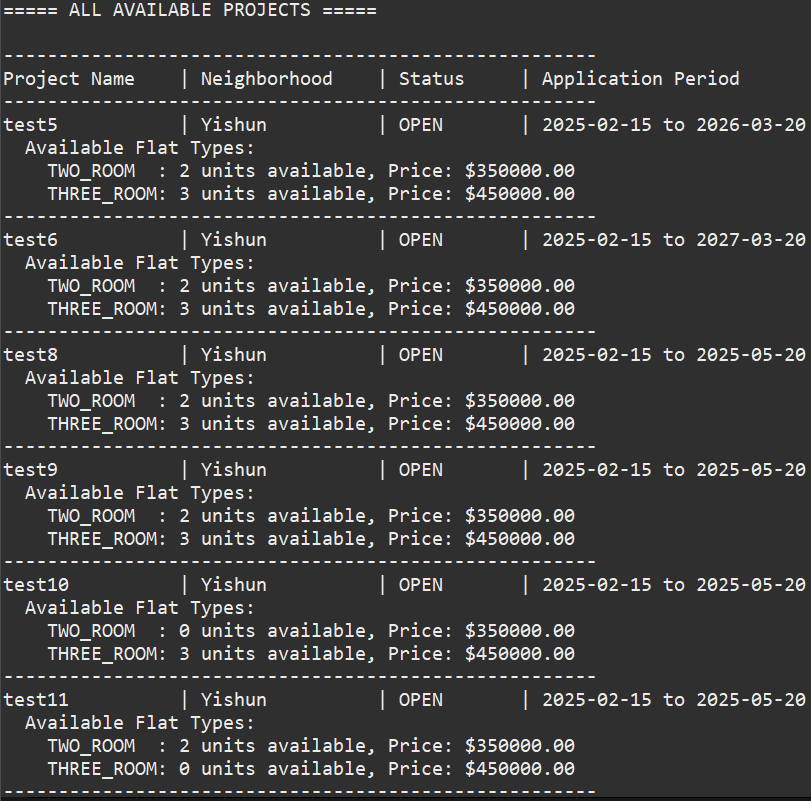 ===== ALL AVAILABLE PROJECTS =====
------------------------------------------------------
Project Name    | Neighborhood    | Status     | Application Period
------------------------------------------------------
test5           | Yishun          | OPEN       | 2025-02-15 to 2026-03-20
  Available Flat Types:
    TWO_ROOM  : 2 units available, Price: $350000.00
    THREE_ROOM: 3 units available, Price: $450000.00
------------------------------------------------------
test6           | Yishun          | OPEN       | 2025-02-15 to 2027-03-20
  Available Flat Types:
    TWO_ROOM  : 2 units available, Price: $350000.00
    THREE_ROOM: 3 units available, Price: $450000.00
------------------------------------------------------
test8           | Yishun          | OPEN       | 2025-02-15 to 2025-05-20
  Available Flat Types:
    TWO_ROOM  : 2 units available, Price: $350000.00
    THREE_ROOM: 3 units available, Price: $450000.00
------------------------------------------------------
test9           | Yishun          | OPEN       | 2025-02-15 to 2025-05-20
  Available Flat Types:
    TWO_ROOM  : 2 units available, Price: $350000.00
    THREE_ROOM: 3 units available, Price: $450000.00
------------------------------------------------------
test10          | Yishun          | OPEN       | 2025-02-15 to 2025-05-20
  Available Flat Types:
    TWO_ROOM  : 0 units available, Price: $350000.00
    THREE_ROOM: 3 units available, Price: $450000.00
------------------------------------------------------
test11          | Yishun          | OPEN       | 2025-02-15 to 2025-05-20
  Available Flat Types:
    TWO_ROOM  : 2 units available, Price: $350000.00
    THREE_ROOM: 0 units available, Price: $450000.00
------------------------------------------------------